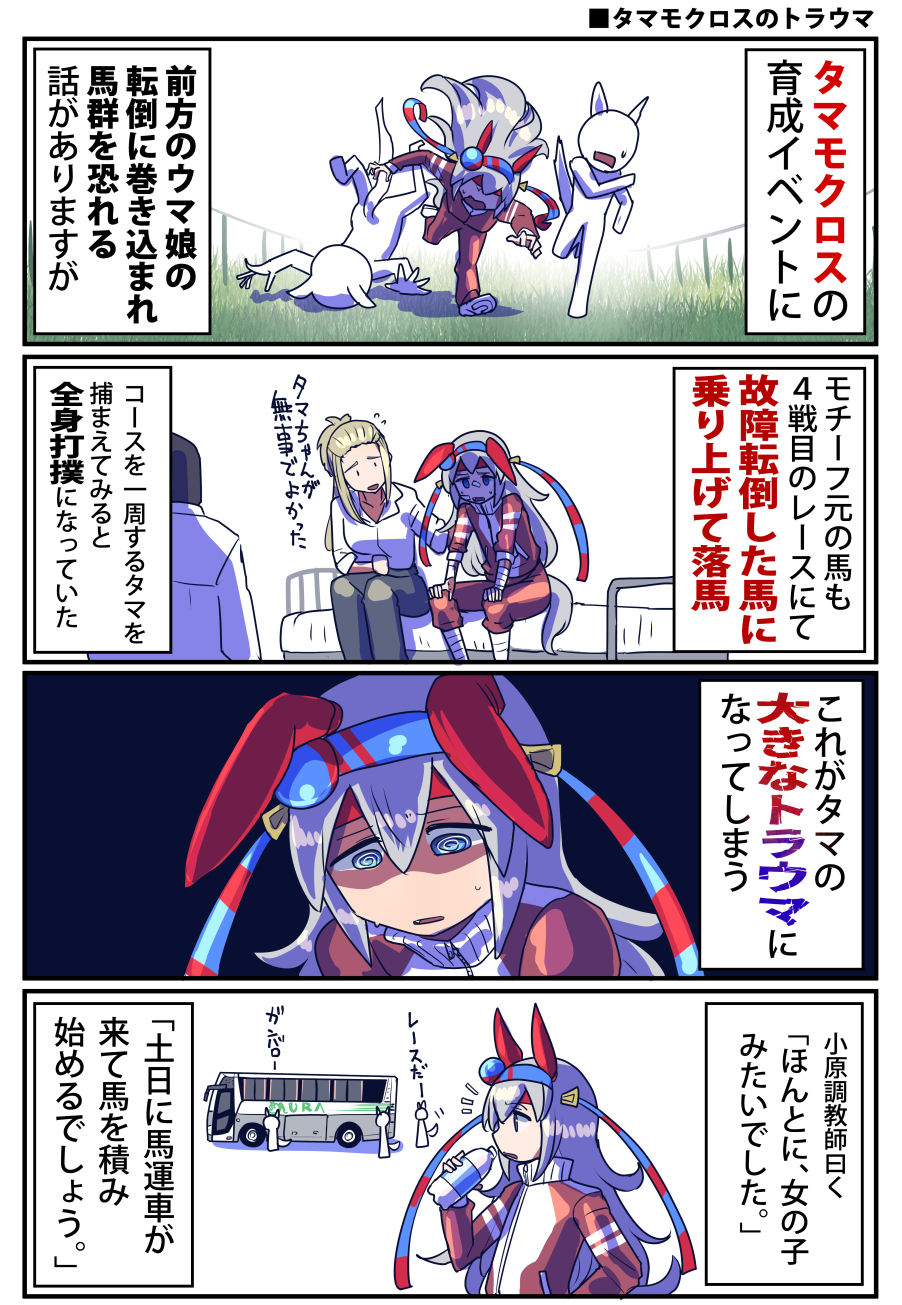 ■タマモクロスのトラウマ
タマモクロスの
育成イベントに
前方のウマ娘の
転倒に巻き込まれ
馬群を恐れる
話がありますが
モチーフ元の馬も
4戦目のレースにて
故障転倒した馬に
乗り上げて落馬
タマちゃんが
無事でよかった
コースを一周するタマを
捕まえてみると
全身打撲になっていた
これがタマの
大きなトラウマに
なってしまう
小原調教師曰く
「ほんとに、女の子
みたいでした。」
レースだー
ガンバロー
MURA
「土日に馬運車が
来て馬を積み
始めるでしょう。」